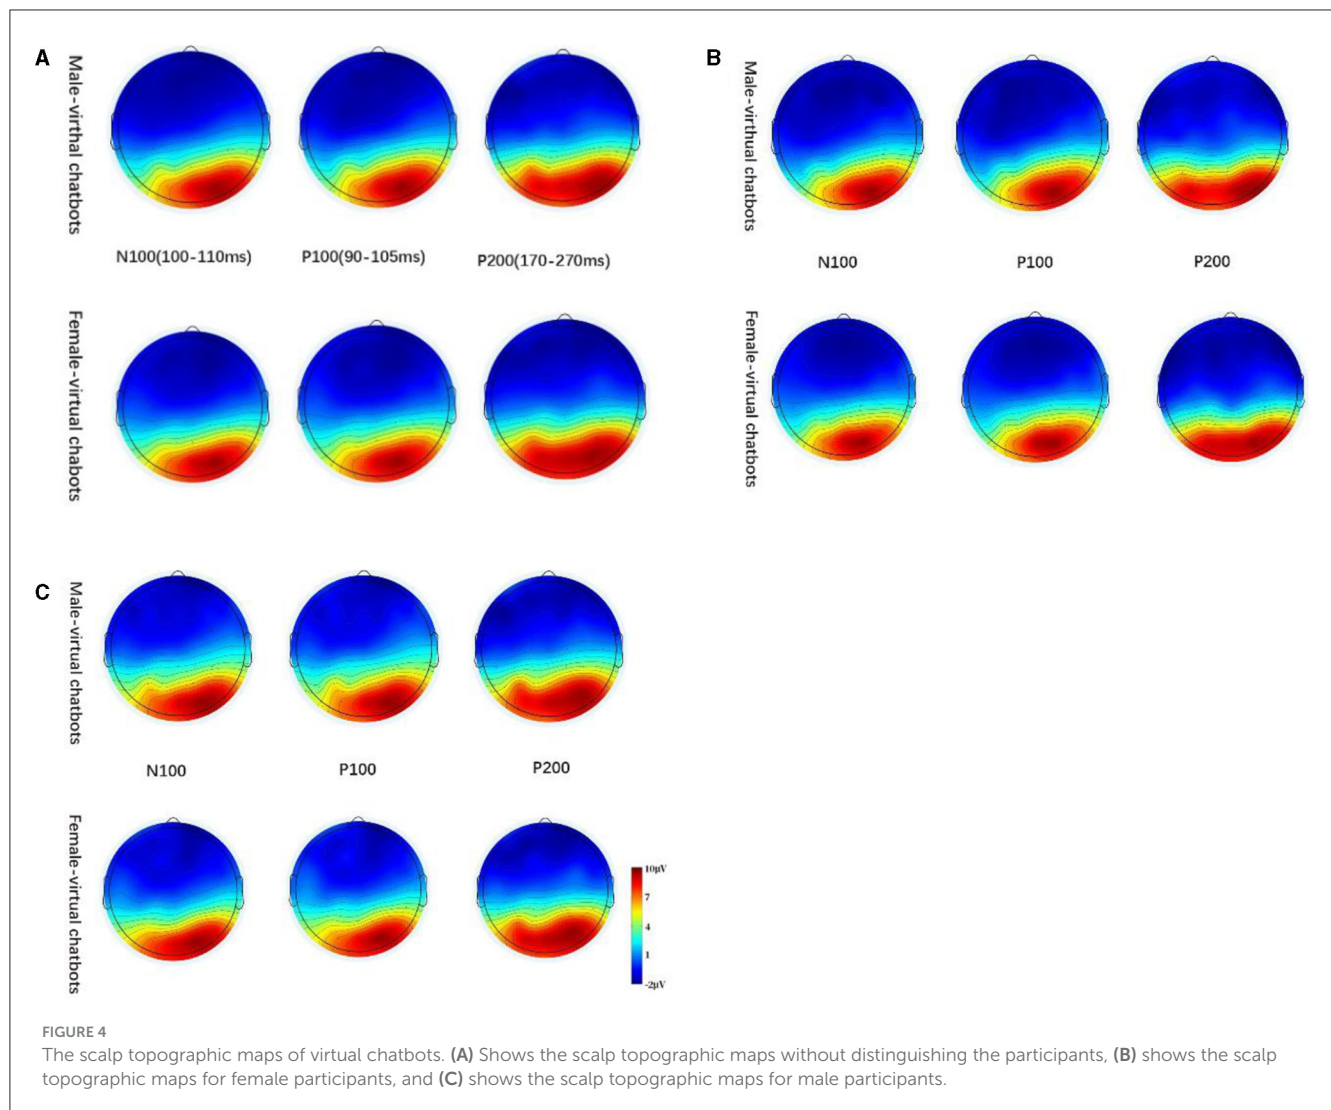 A
Male-virthal chatbots
N100(100-110ms)
P100(90-105ms)
P200(170-270ms)
Female-virtual chabots
B
Male-virthual chatbots
N100
P100
P200
Female-virtual chatbots
C
Male-virtual chatbots
N100
P100
P200
Female-virtual chatbots
10μV
7
4
1
-2μV
FIGURE 4
The scalp topographic maps of virtual chatbots. (A) Shows the scalp topographic maps without distinguishing the participants, (B) shows the scalp
topographic maps for female participants, and (C) shows the scalp topographic maps for male participants.